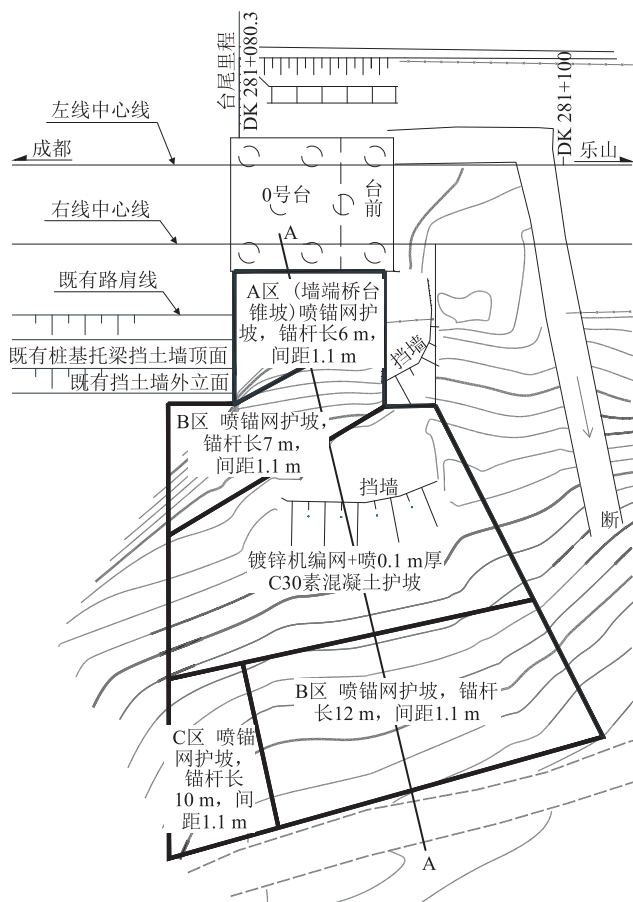 台尾里程
DK 281+080.3
DK 281+100
左线中心线
成都
乐山
0号台
台前
右线中心线
A
既有路肩线
A区 (墙端桥台
锥坡)喷锚网护
坡，锚杆长6 m，
间距1.1 m
挡墙
既有桩基托梁挡土墙顶面
既有挡土墙外立面
B区 喷锚网护坡，
锚杆长7 m，
间距1.1 m
挡墙
断
镀锌机编网+喷0.1 m厚
C30素混凝土护坡
B区 喷锚网护坡，锚杆
长12 m，间距1.1 m
C区 喷锚
网护坡，
锚杆长
10 m，间
距1.1 m
A